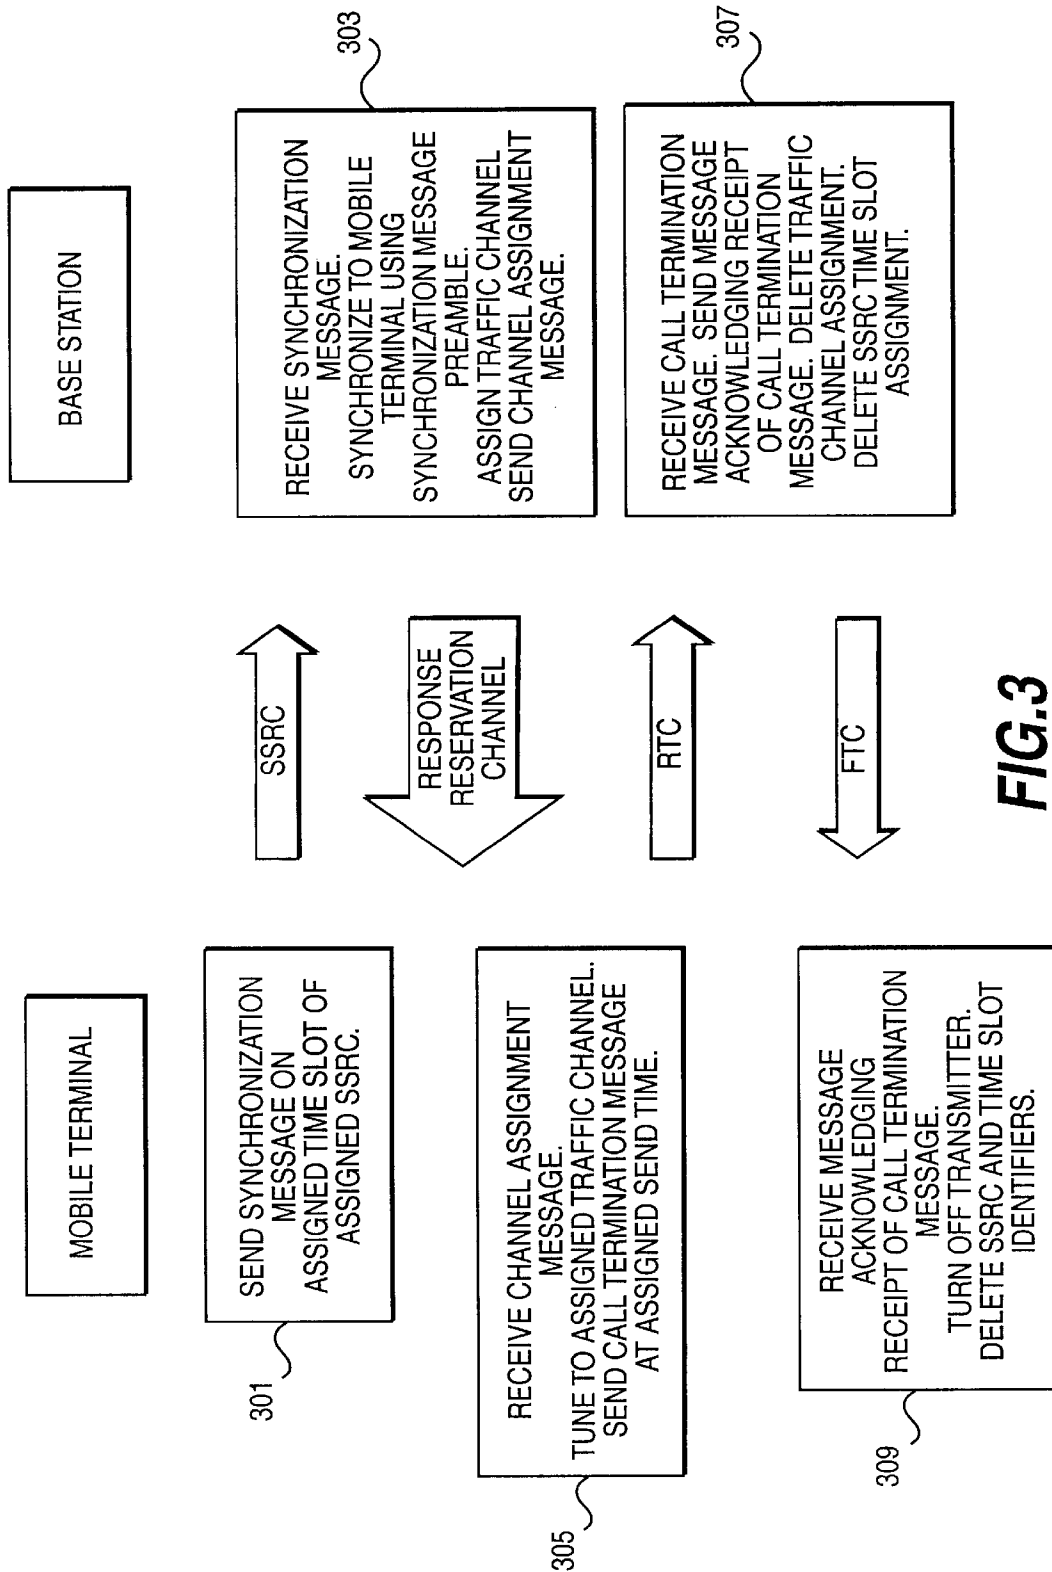 MOBILE TERMINAL
BASE STATION
SEND SYNCHRONIZATION
MESSAGE ON
ASSIGNED TIME SLOT OF
ASSIGNED SSRC.
301
SSRC
RECEIVE SYNCHRONIZATION
MESSAGE.
SYNCHRONIZE TO MOBILE
TERMINAL USING
SYNCHRONIZATION MESSAGE
PREAMBLE.
ASSIGN TRAFFIC CHANNEL
SEND CHANNEL ASSIGNMENT
MESSAGE.
303
RESPONSE
RESERVATION
CHANNEL
RECEIVE CHANNEL ASSIGNMENT
MESSAGE.
TUNE TO ASSIGNED TRAFFIC CHANNEL.
SEND CALL TERMINATION MESSAGE
AT ASSIGNED SEND TIME.
305
RTC
RECEIVE CALL TERMINATION
MESSAGE. SEND MESSAGE
ACKNOWLEDGING RECEIPT
OF CALL TERMINATION
MESSAGE. DELETE TRAFFIC
CHANNEL ASSIGNMENT.
DELETE SSRC TIME SLOT
ASSIGNMENT.
307
FTC
RECEIVE MESSAGE
ACKNOWLEDGING
RECEIPT OF CALL TERMINATION
MESSAGE.
TURN OFF TRANSMITTER.
DELETE SSRC AND TIME SLOT
IDENTIFIERS.
309
FIG.3